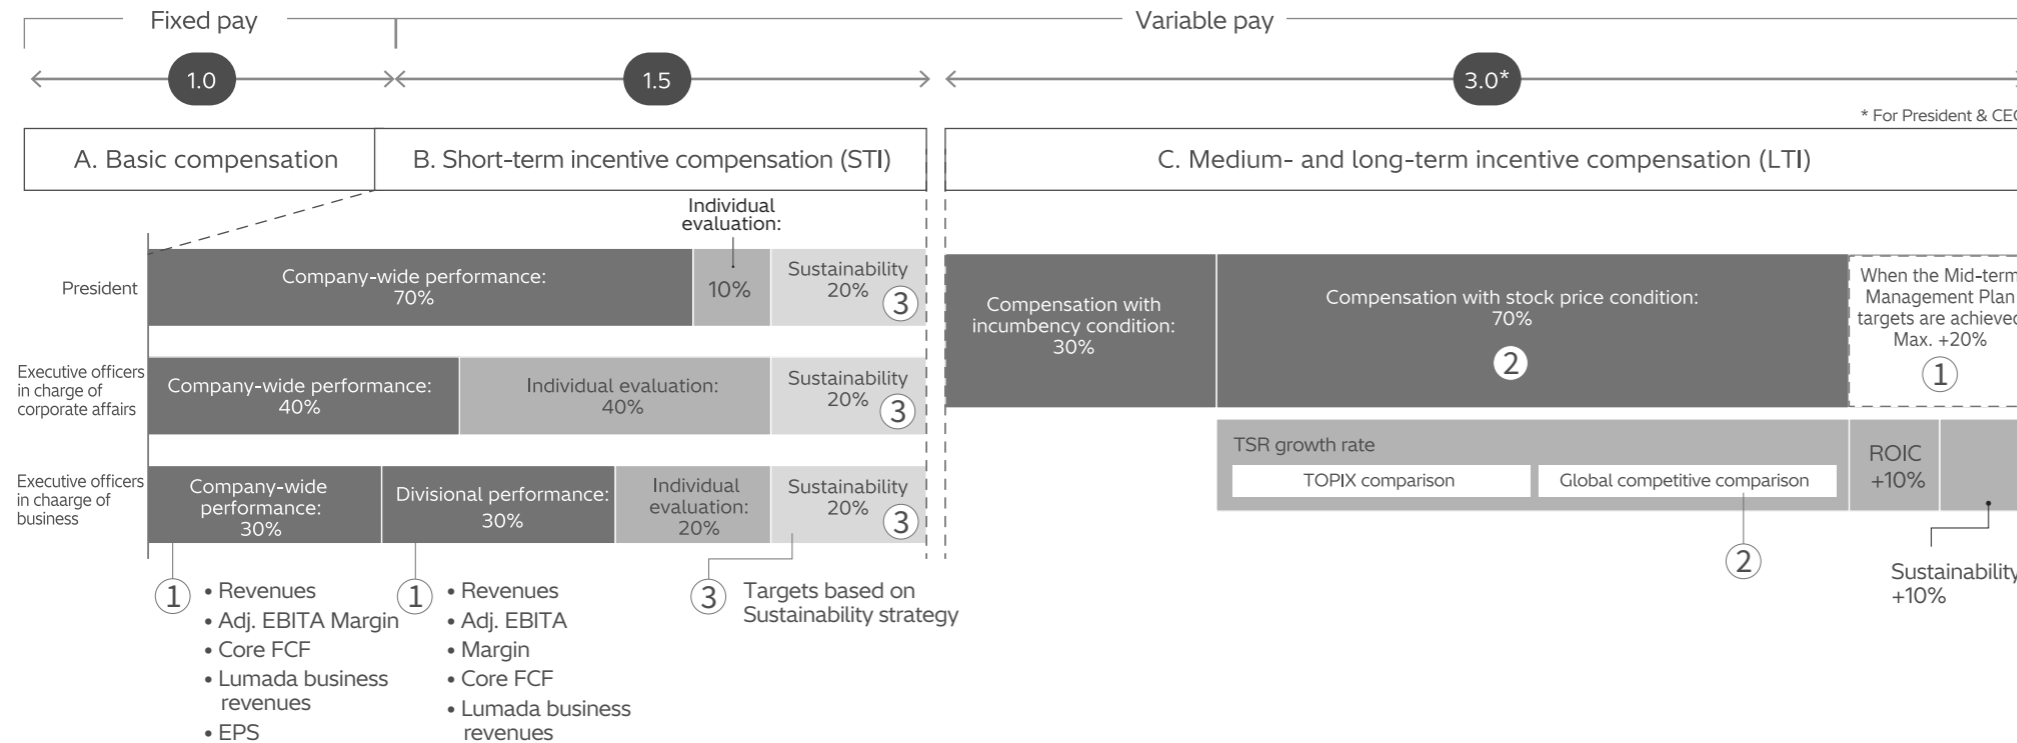 Fixed pay
Variable pay
1.0
1.5
3.0*
* For President & CEO
A. Basic compensation
B. Short-term incentive compensation (STI)
C. Medium- and long-term incentive compensation (LTI)
Individual
evaluation:
President
Company-wide performance:
70%
10%
Sustainability
20%
3
Executive officers
in charge of
corporate affairs
Company-wide performance:
40%
Individual evaluation:
40%
Sustainability
20%
3
Executive officers
in chaarge of
business
Company-wide
performance:
30%
Divisional performance:
30%
Individual
evaluation:
20%
Sustainability
20%
3
1
• Revenues
• Adj. EBITA Margin
• Core FCF
• Lumada business
revenues
• EPS
1
• Revenues
• Adj. EBITA
• Margin
• Core FCF
• Lumada business
revenues
3
Targets based on
Sustainability strategy
Compensation with
incumbency condition:
30%
Compensation with stock price condition:
70%
2
When the Mid-term
Management Plan
targets are achieved
Max. +20%
1
TSR growth rate
TOPIX comparison
Global competitive comparison
2
ROIC
+10%
Sustainability
+10%